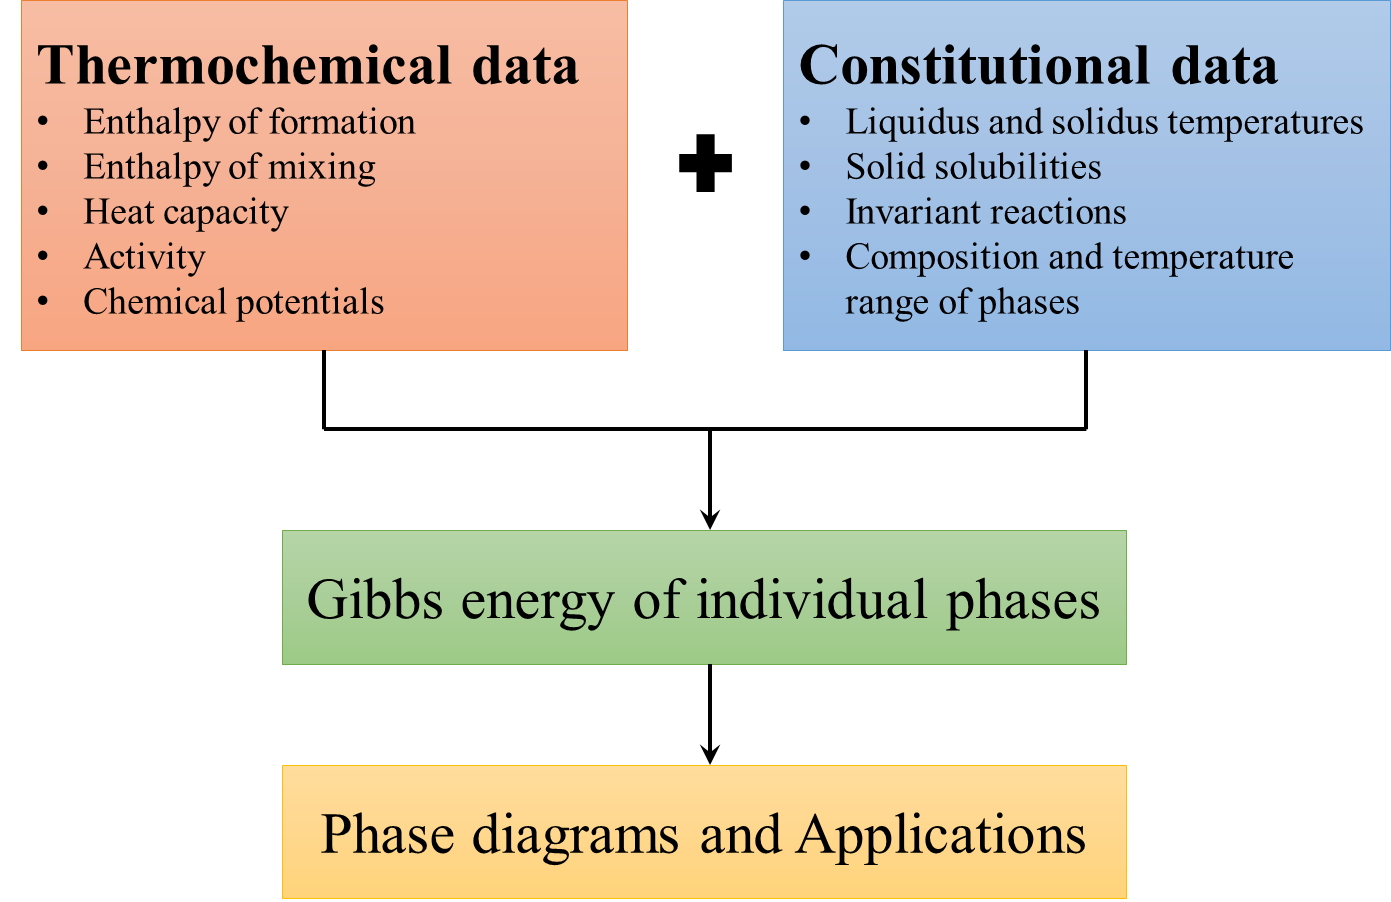 Thermochemical data
• Enthalpy of formation
• Enthalpy of mixing
• Heat capacity
• Activity
• Chemical potentials
Constitutional data
• Liquidus and solidus temperatures
• Solid solubilities
• Invariant reactions
• Composition and temperature
range of phases
Gibbs energy of individual phases
Phase diagrams and Applications